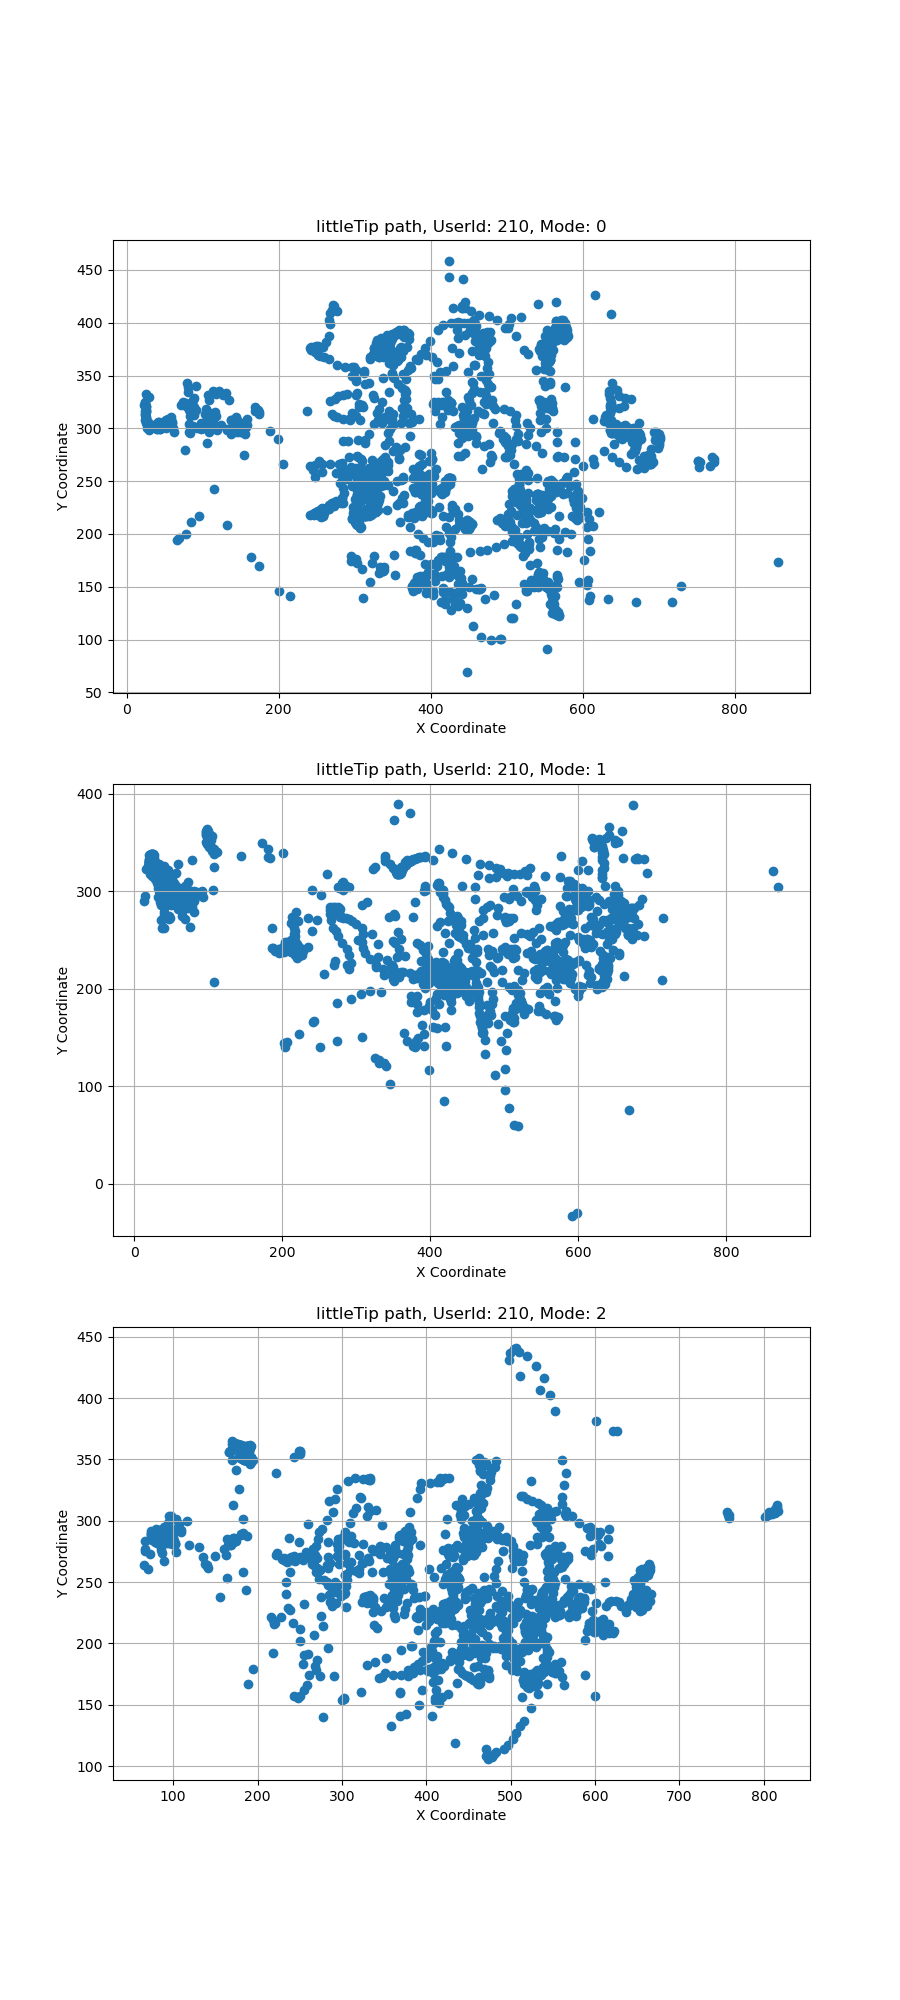 littleTip path, UserId: 210, Mode: 0
450
400
350
300
250
200
150
100
50
Y Coordinate
0 200 400 600 800
X Coordinate
littleTip path, UserId: 210, Mode: 1
400
300
200
100
0
Y Coordinate
0 200 400 600 800
X Coordinate
littleTip path, UserId: 210, Mode: 2
450
400
350
300
250
200
150
100
Y Coordinate
100 200 300 400 500 600 700 800
X Coordinate